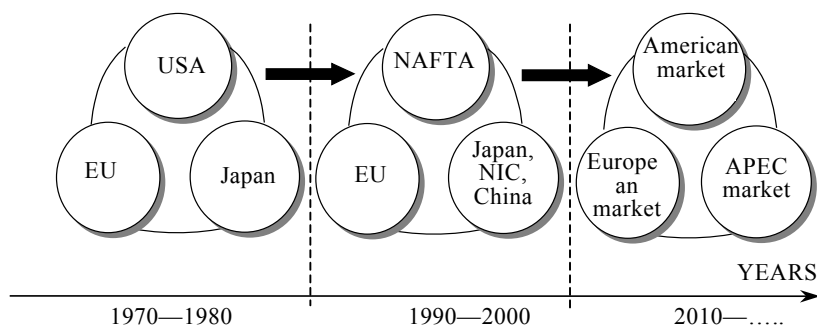 USA
EU
Japan
NAFTA
EU
Japan,
NIC,
China
American
market
Europe
an
market
APEC
market
YEARS
1970—1980
1990—2000
2010—…..